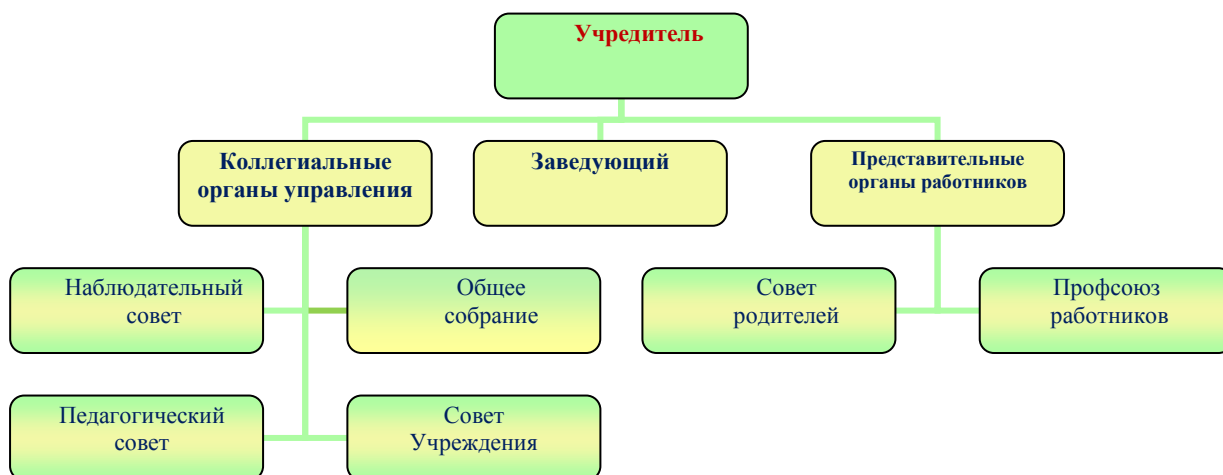 Учредитель
Коллегиальные
органы управления
Заведующий
Представительные
органы работников
Наблюдательный
совет
Общее
собрание
Совет
родителей
Профсоюз
работников
Педагогический
совет
Совет
Учреждения